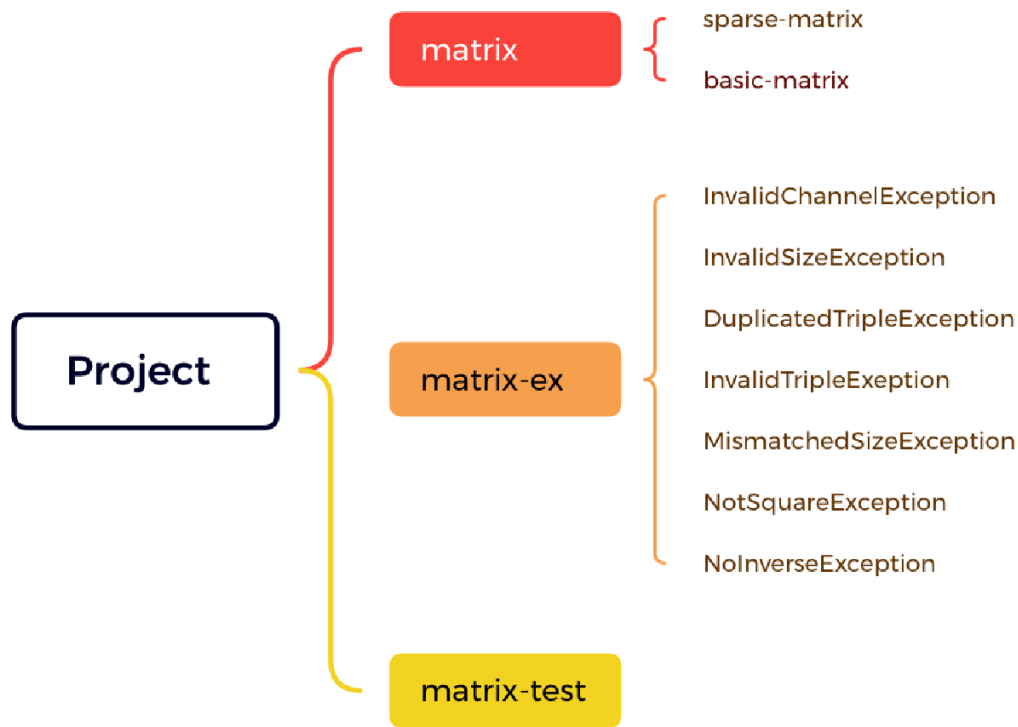 Project
matrix
sparse-matrix
basic-matrix
matrix-ex
InvalidChannelException
InvalidSizeException
DuplicatedTripleException
InvalidTripleExeption
MismatchedSizeException
NotSquareException
NoInverseException
matrix-test